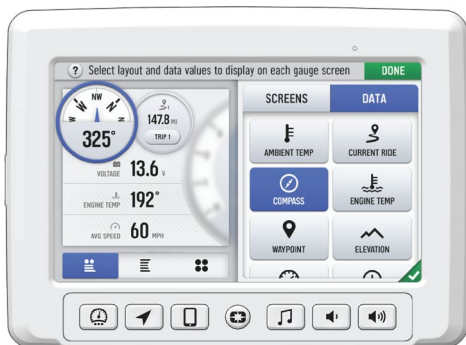 ? Select layout and data values to display on each gauge screen DONE
SCREENS DATA
W NW N
325°
1
147.8 MI
TRIP 1
VOLTAGE 13.6 V
ENGINE TEMP 192°
AVG SPEED 60 MPH
AMBIENT TEMP CURRENT RIDE
COMPASS ENGINE TEMP
WAYPOINT ELEVATION